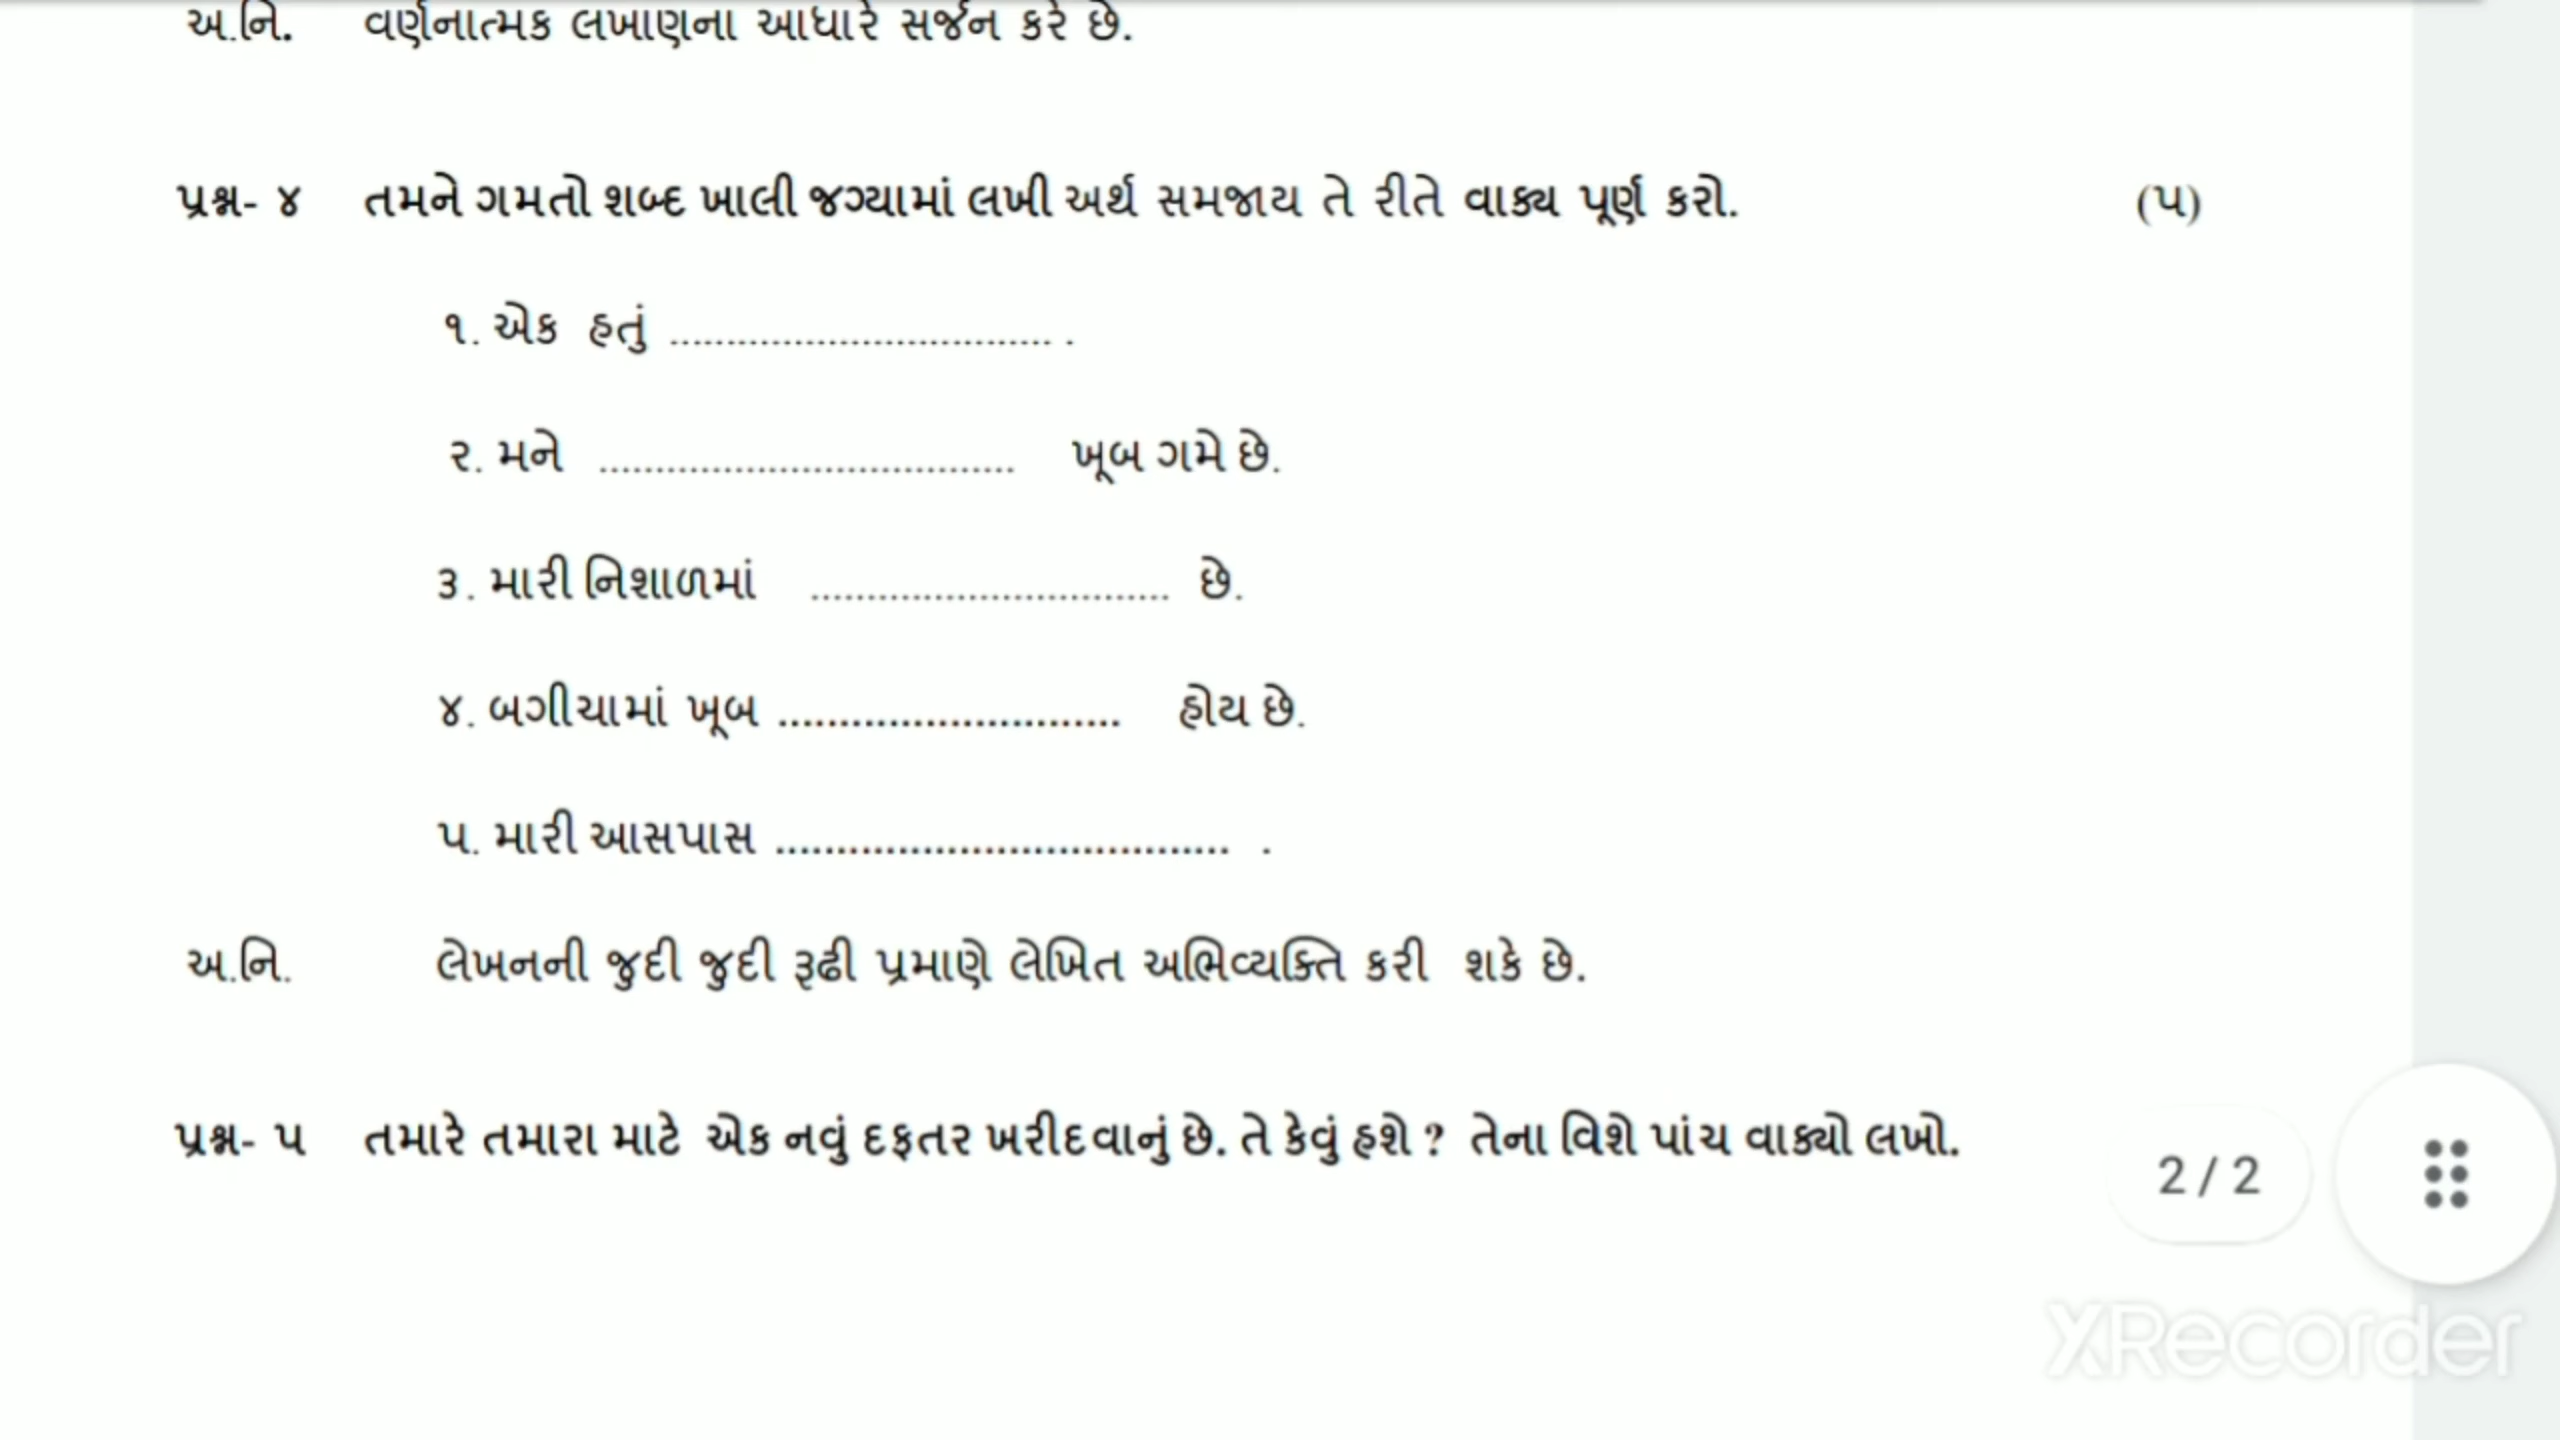 અ.નિ. વર્ણનાત્મક લખાણના આધારે સર્જન કરે છે.
પ્રશ્ન- ૪ તમને ગમતો શબ્દ ખાલી જગ્યામાં લખી અર્થ સમજાય તે રીતે વાક્ય પૂર્ણ કરો. (૫)
૧. એક હતું .................................. .
૨. મને ..................................... ખૂબ ગમે છે.
૩. મારી નિશાળમાં ................................ છે.
૪. બગીચામાં ખૂબ ............................ હોય છે.
૫. મારી આસપાસ ..................................... .
અ.નિ. લેખનની જુદી જુદી રૂઢી પ્રમાણે લેખિત અભિવ્યક્તિ કરી શકે છે.
પ્રશ્ન- ૫ તમારે તમારા માટે એક નવું દફતર ખરીદવાનું છે. તે કેવું હશે ? તેના વિશે પાંચ વાક્યો લખો.
2 / 2
XRecorder